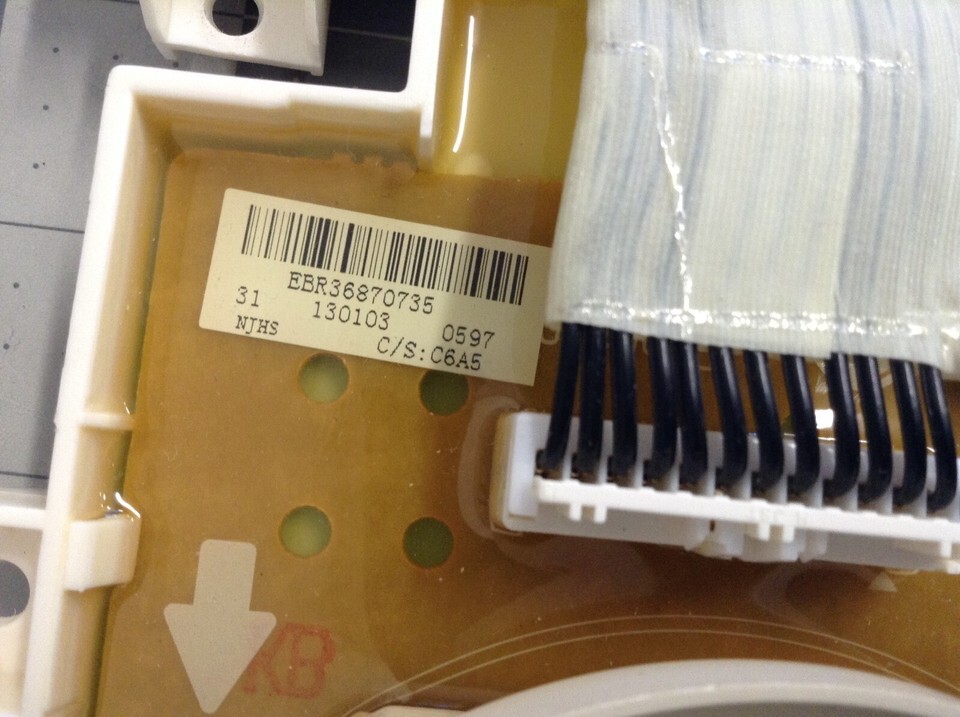 EBR36870735
31 130103 0597
NJHS C/S:C6A5
KB